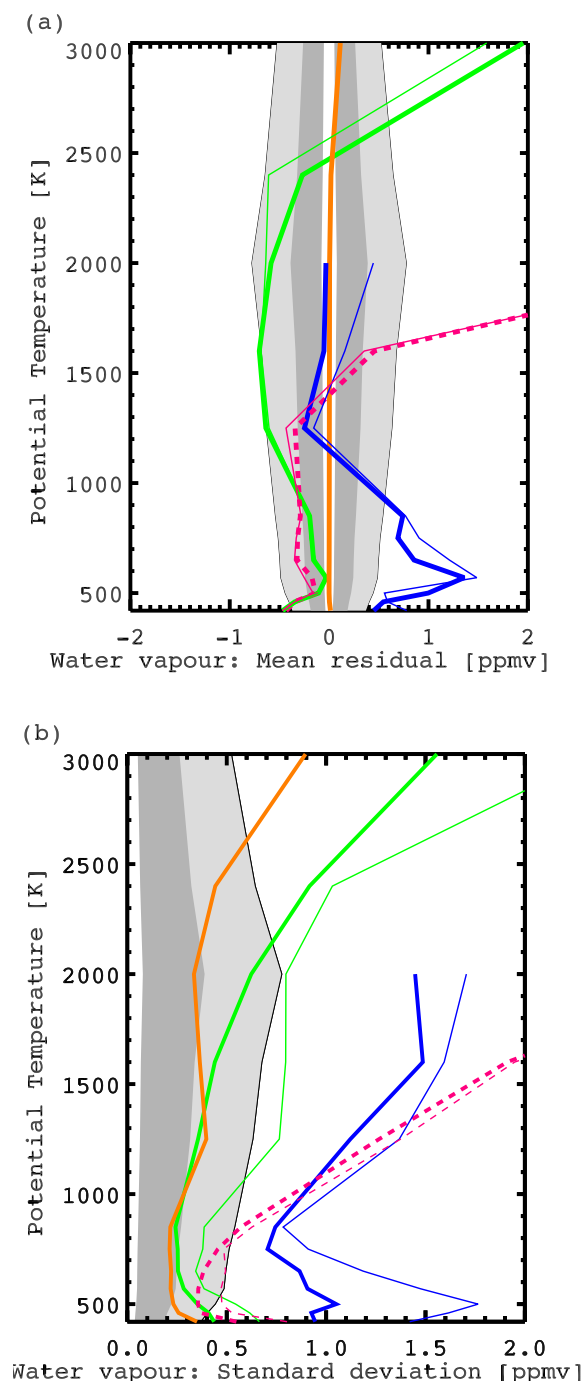 (a)
3000
2500
2000
1500
1000
500
Potential Temperature [K]
-2 -1 0 1 2
Water vapour: Mean residual [ppmv]
(b)
3000
2500
2000
1500
1000
500
Potential Temperature [K]
0.0 0.5 1.0 1.5 2.0
Water vapour: Standard deviation [ppmv]